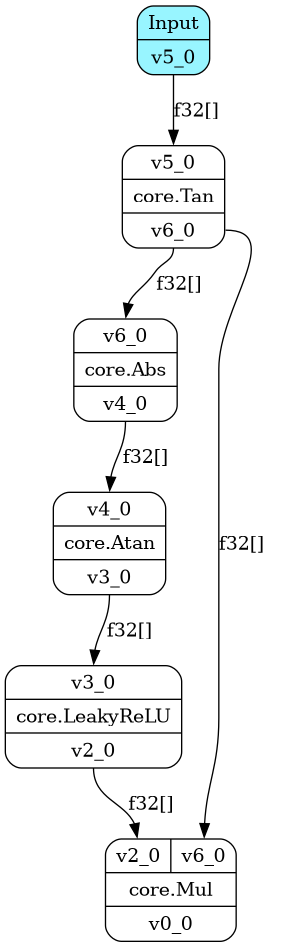 Input
v5_0
f32[]
v5_0
core.Tan
v6_0
f32[]
v6_0
core.Abs
v4_0
f32[]
v4_0
core.Atan
v3_0
f32[]
f32[]
v3_0
core.LeakyReLU
v2_0
f32[]
v2_0 v6_0
core.Mul
v0_0